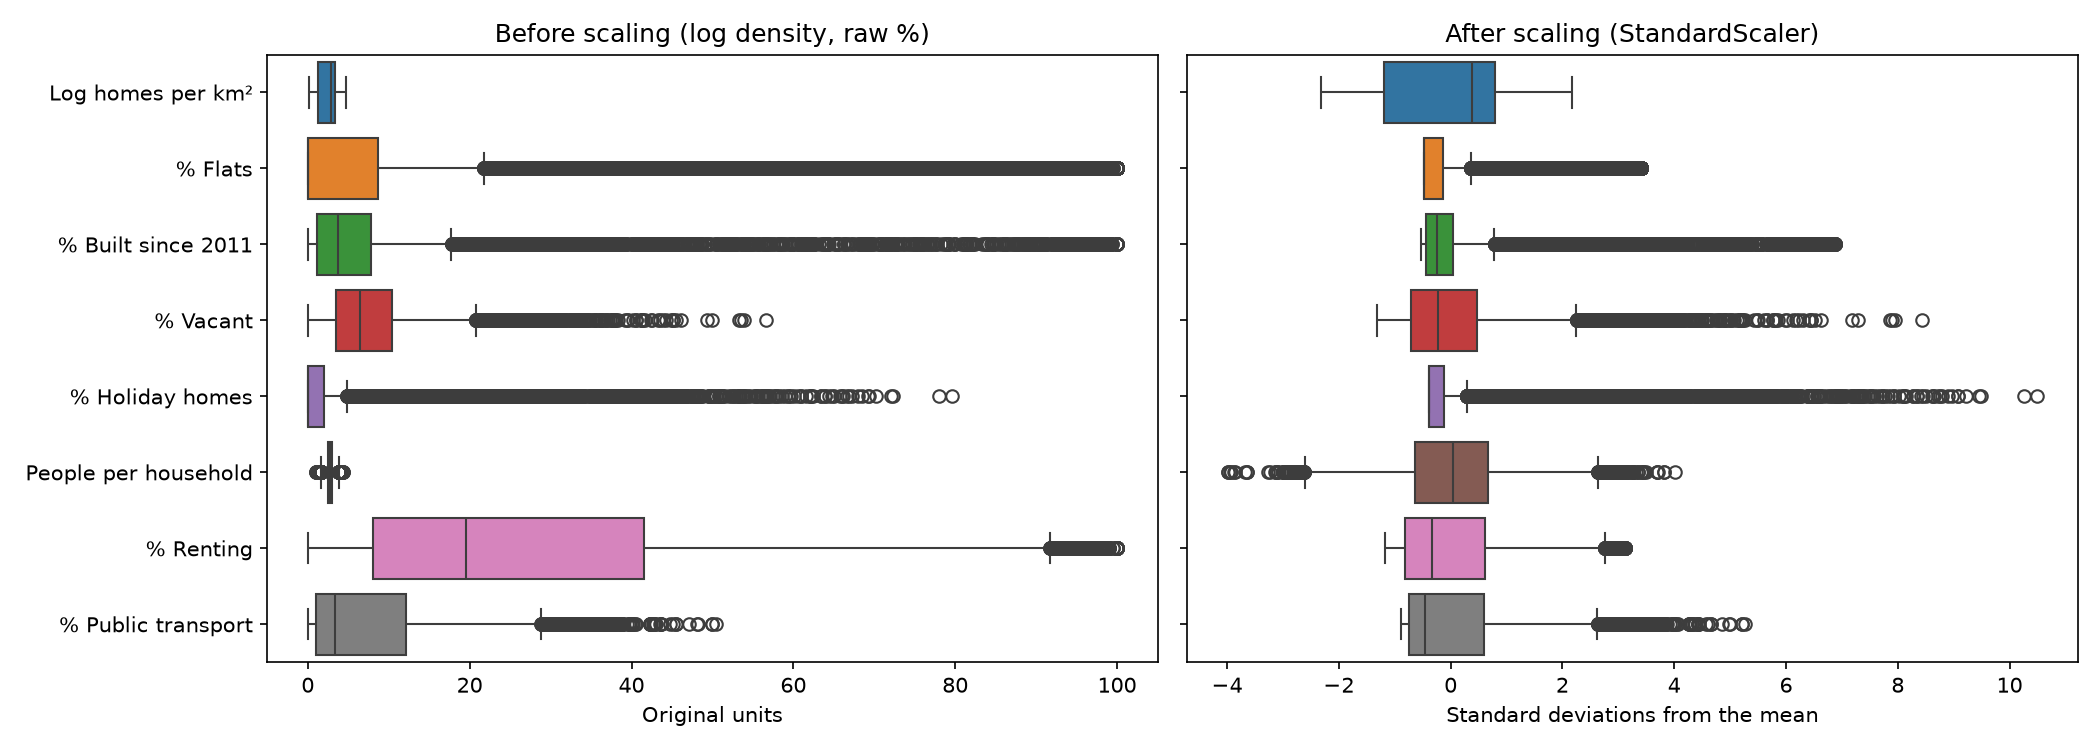 Before scaling (log density, raw %)
After scaling (StandardScaler)
Log homes per km²
% Flats
% Built since 2011
% Vacant
% Holiday homes
People per household
% Renting
% Public transport
0 20 40 60 80 100
−4 −2 0 2 4 6 8 10
Original units
Standard deviations from the mean